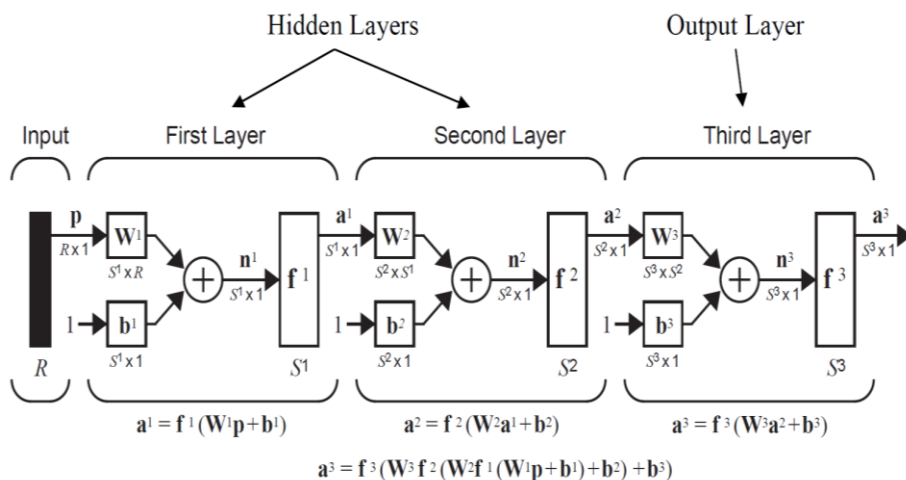 Hidden Layers Output Layer
Input First Layer Second Layer Third Layer
p a¹ a² a³
R x 1 W¹ S¹ x 1 W² S² x 1 W³ S³ x 1
S¹ x R n¹ S² x S¹ n² S³ x S² n³
+ S¹ x 1 f ¹ + S² x 1 f ² + S³ x 1 f ³
1 b¹ 1 b² 1 b³
S¹ x 1 S² x 1 S³ x 1
R S1 S2 S3
a¹ = f ¹ (W¹p + b¹) a² = f ² (W²a¹ + b²) a³ = f ³ (W³a² + b³)
a³ = f ³ (W³ f ² (W² f ¹ (W¹p + b¹) + b²) + b³)